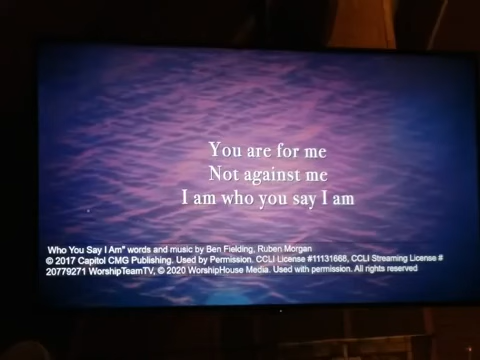 You are for me
Not against me
I am who you say I am
Who You Say I Am" words and music by Ben Fielding, Ruben Morgan
© 2017 Capitol CMG Publishing. Used by Permission. CCLI License #11131668, CCLI Streaming License #
20779271 WorshipTeamTV, © 2020 WorshipHouse Media. Used with permission. All rights reserved